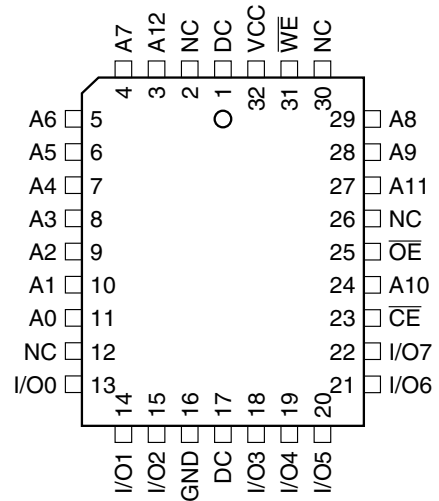 A7 A12 NC DC VCC W̅E̅ NC
4 3 2 1 32 31 30
A6 5 29 A8
A5 6 28 A9
A4 7 27 A11
A3 8 26 NC
A2 9 25 O̅E̅
A1 10 24 A10
A0 11 23 C̅E̅
NC 12 22 I/O7
I/O0 13 21 I/O6
14 15 16 17 18 19 20
I/O1 I/O2 GND DC I/O3 I/O4 I/O5